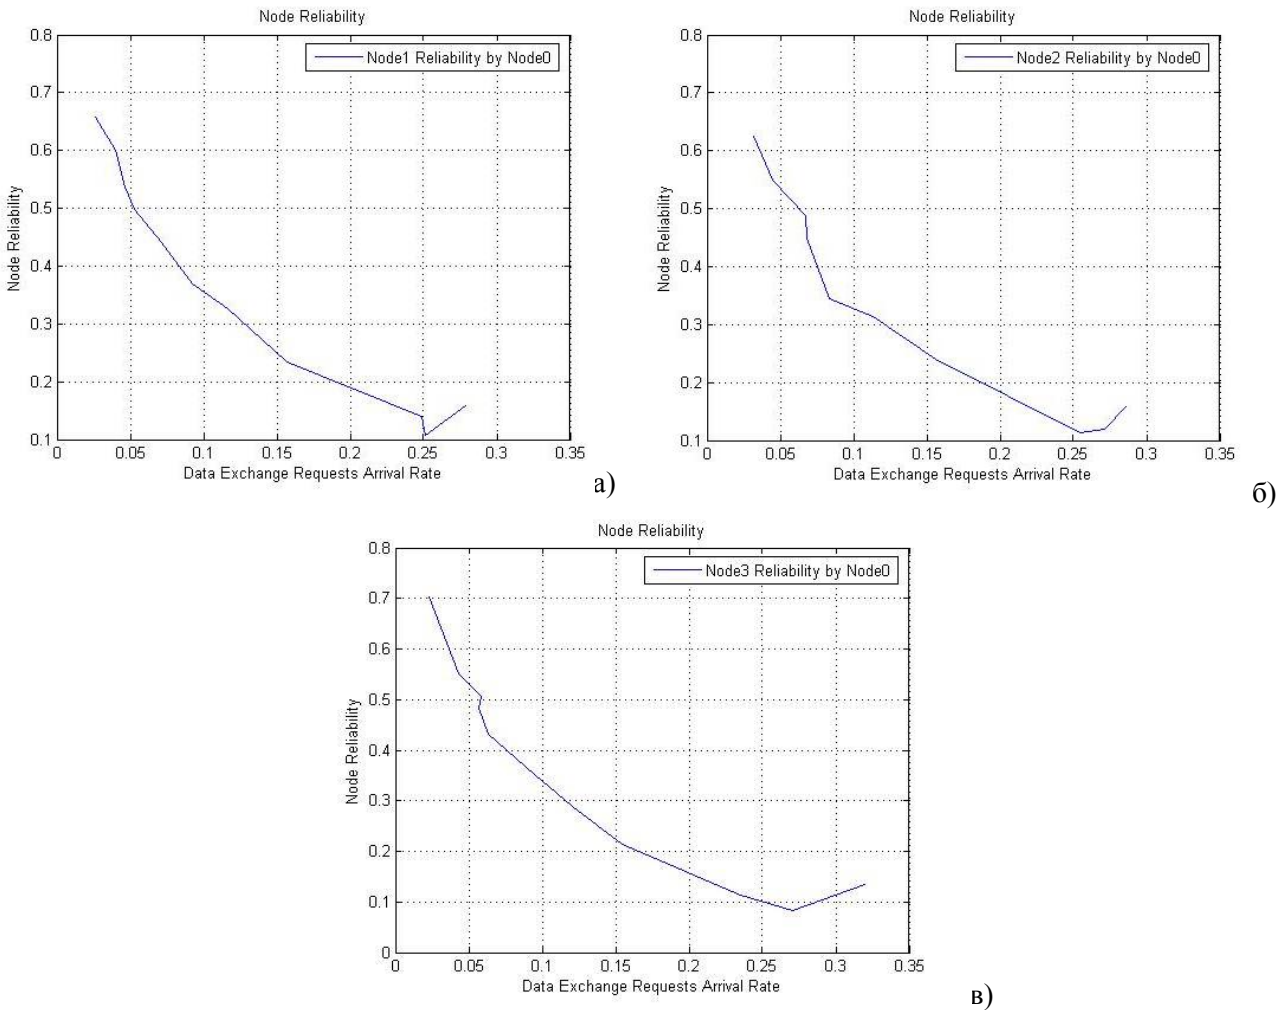 Node Reliability
Node1 Reliability by Node0
0.8
0.7
0.6
0.5
0.4
0.3
0.2
0.1
Node Reliability
0 0.05 0.1 0.15 0.2 0.25 0.3 0.35
Data Exchange Requests Arrival Rate
а)
Node Reliability
Node2 Reliability by Node0
0.8
0.7
0.6
0.5
0.4
0.3
0.2
0.1
Node Reliability
0 0.05 0.1 0.15 0.2 0.25 0.3 0.35
Data Exchange Requests Arrival Rate
б)
Node Reliability
Node3 Reliability by Node0
0.8
0.7
0.6
0.5
0.4
0.3
0.2
0.1
0
Node Reliability
0 0.05 0.1 0.15 0.2 0.25 0.3 0.35
Data Exchange Requests Arrival Rate
в)